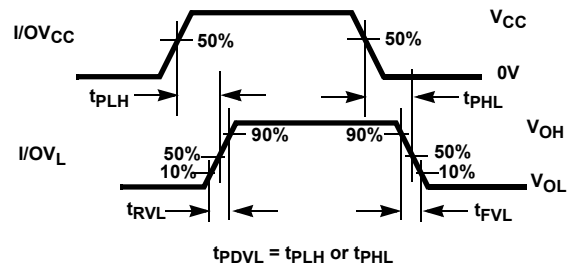 I/OVCC
50%
50%
VCC
0V
tPLH
tPHL
I/OVL
90%
90%
VOH
50%
50%
10%
10%
VOL
tRVL
tFVL
tPDVL = tPLH or tPHL